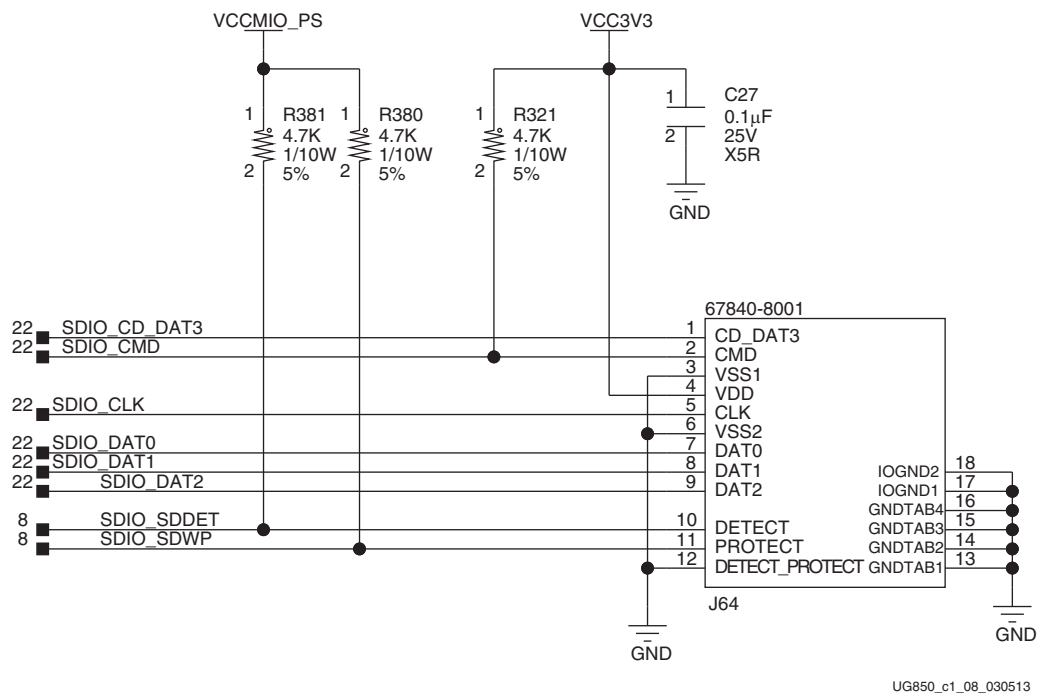 VCCMIO_PS
VCC3V3
1 R381 4.7K 1/10W 2 5%
1 R380 4.7K 1/10W 2 5%
1 R321 4.7K 1/10W 2 5%
1 C27 0.1μF 2 25V X5R
GND
67840-8001
22 SDIO_CD_DAT3 1 CD_DAT3
22 SDIO_CMD 2 CMD
3 VSS1
4 VDD
22 SDIO_CLK 5 CLK
6 VSS2
22 SDIO_DAT0 7 DAT0
22 SDIO_DAT1 8 DAT1
22 SDIO_DAT2 9 DAT2
8 SDIO_SDDET 10 DETECT
8 SDIO_SDWP 11 PROTECT
12 DETECT_PROTECT
IOGND2 18
IOGND1 17
GNDTAB4 16
GNDTAB3 15
GNDTAB2 14
GNDTAB1 13
J64
GND
GND
UG850_c1_08_030513